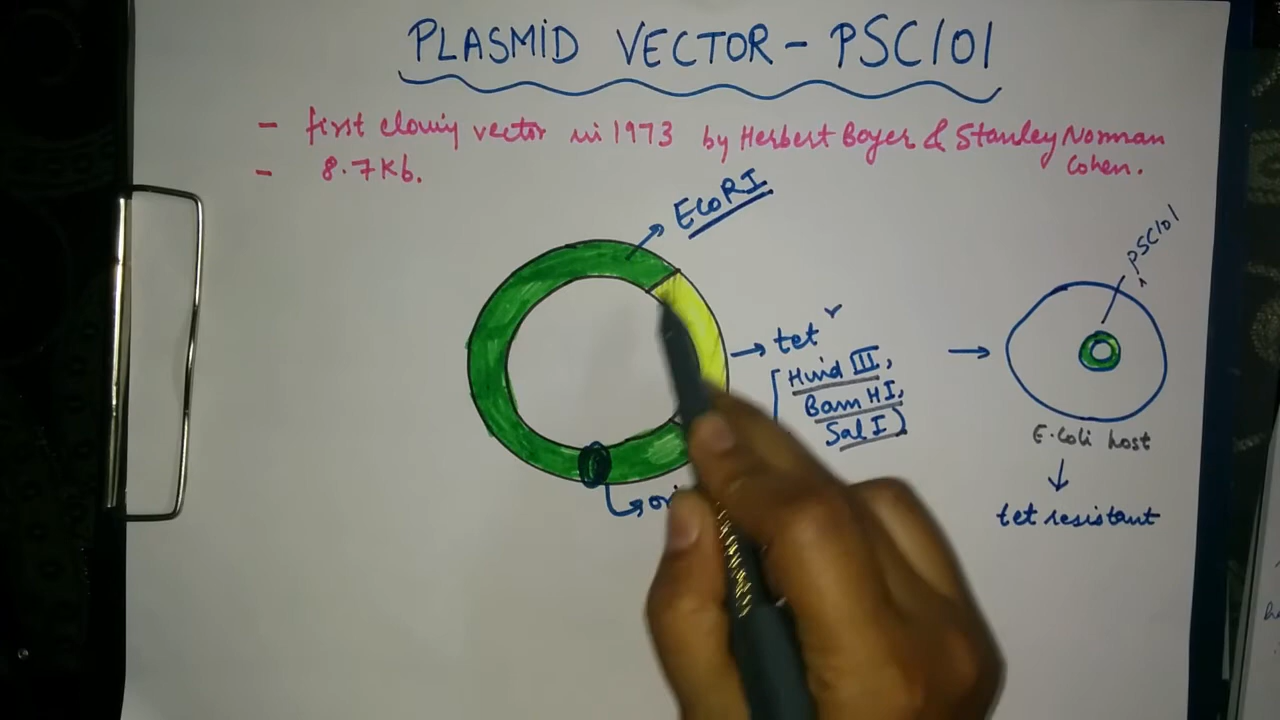 PLASMID VECTOR - PSC101
- first cloning vector in 1973 by Herbert Boyer & Stanley Norman
Cohen.
- 8.7Kb.
EcoRI
PSC101
tet r
[Hind III,
Bam HI,
Sal I)
E.Coli host
tet resistant